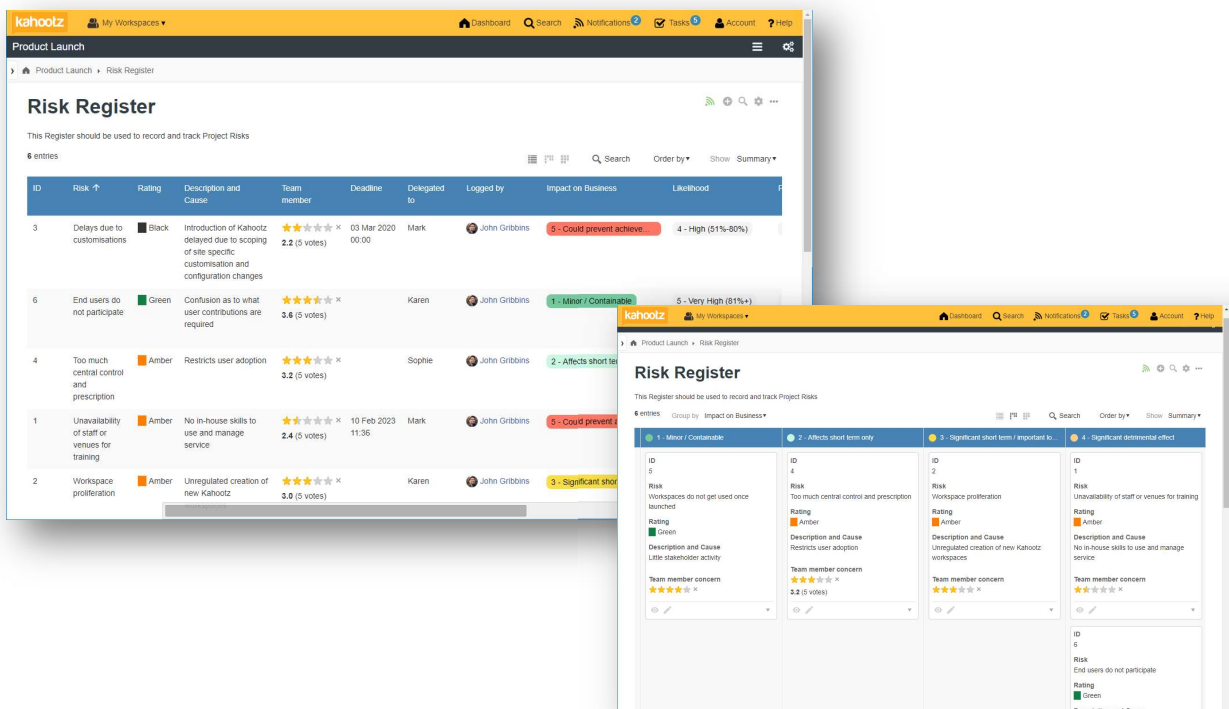 kahootz My Workspaces ▾ Dashboard Search Notifications 2 Tasks 5 Account ? Help
Product Launch
Product Launch › Risk Register
Risk Register
This Register should be used to record and track Project Risks
6 entries Search Order by ▾ Show Summary ▾
ID Risk ↑ Rating Description and Cause Team member Deadline Delegated to Logged by Impact on Business Likelihood
3 Delays due to customisations Black Introduction of Kahootz delayed due to scoping of site specific customisation and configuration changes 2.2 (5 votes) 03 Mar 2020 00:00 Mark John Gribbins 5 - Could prevent achieve... 4 - High (51%-80%)
6 End users do not participate Green Confusion as to what user contributions are required 3.6 (5 votes) Karen John Gribbins 1 - Minor / Containable 5 - Very High (81%+)
4 Too much central control and prescription Amber Restricts user adoption 3.2 (5 votes) Sophie John Gribbins 2 - Affects short ter
1 Unavailability of staff or venues for training Amber No in-house skills to use and manage service 2.4 (5 votes) 10 Feb 2023 11:36 Mark John Gribbins 5 - Could prevent a
2 Workspace proliferation Amber Unregulated creation of new Kahootz 3.0 (5 votes) Karen John Gribbins 3 - Significant shor
kahootz My Workspaces ▾ Dashboard Search Notifications 2 Tasks 5 Account ? Help
Product Launch › Risk Register
Risk Register
This Register should be used to record and track Project Risks
6 entries Group by Impact on Business ▾ Search Order by ▾ Show Summary ▾
1 - Minor / Containable
ID
5
Risk
Workspaces do not get used once
launched
Rating
Green
Description and Cause
Little stakeholder activity
Team member concern
2 - Affects short term only
ID
4
Risk
Too much central control and prescription
Rating
Amber
Description and Cause
Restricts user adoption
Team member concern
3.2 (5 votes)
3 - Significant short term / important lo...
ID
2
Risk
Workspace proliferation
Rating
Amber
Description and Cause
Unregulated creation of new Kahootz
workspaces
Team member concern
4 - Significant detrimental effect
ID
1
Risk
Unavailability of staff or venues for training
Rating
Amber
Description and Cause
No in-house skills to use and manage
service
Team member concern
ID
6
Risk
End users do not participate
Rating
Green